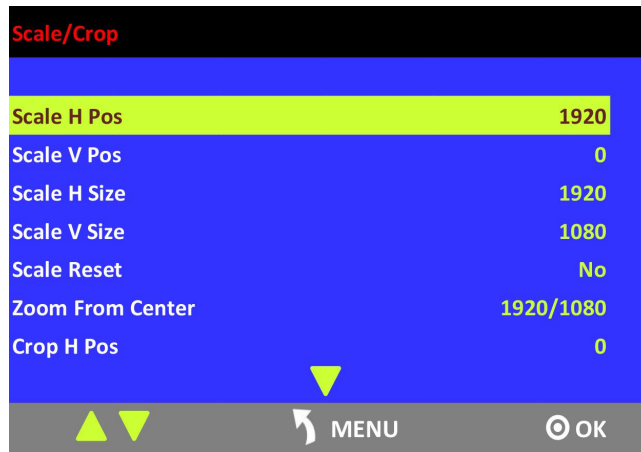 Scale/Crop
Scale H Pos 1920
Scale V Pos 0
Scale H Size 1920
Scale V Size 1080
Scale Reset No
Zoom From Center 1920/1080
Crop H Pos 0
MENU OK